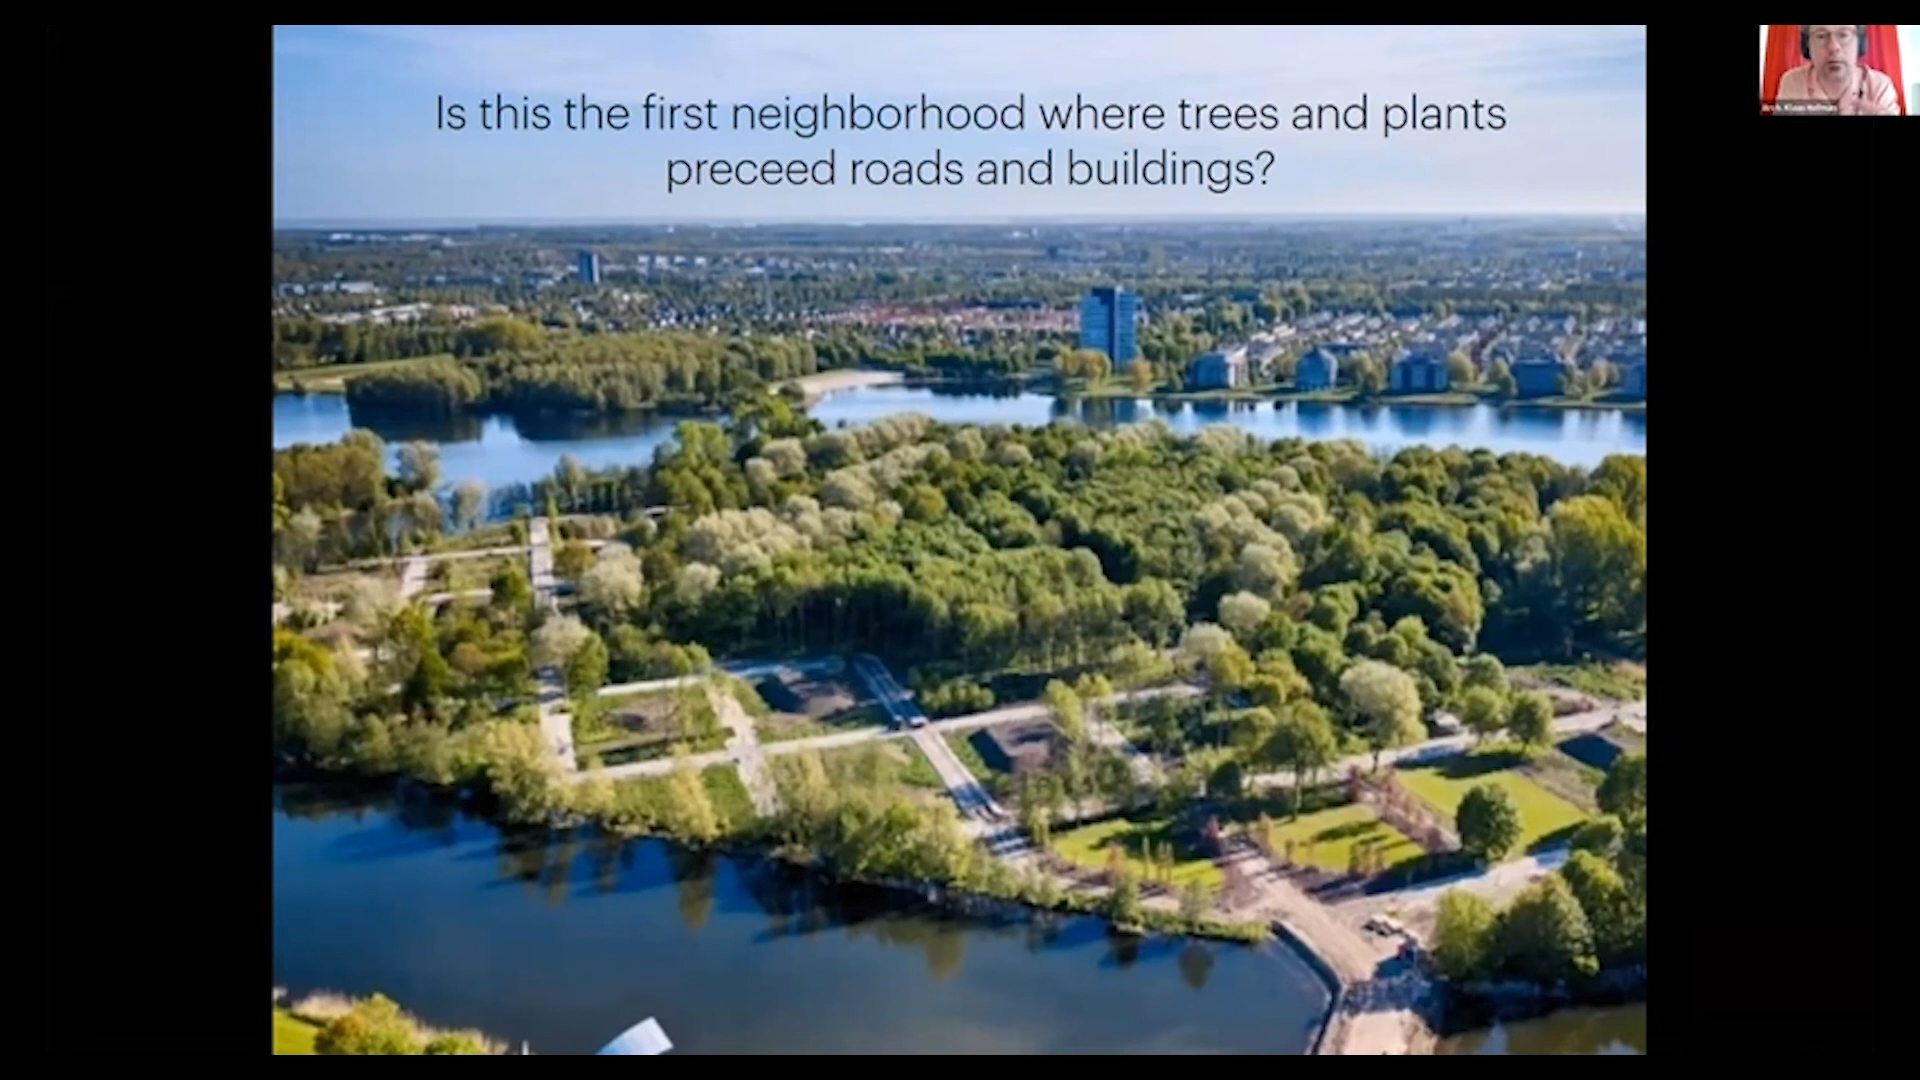 Is this the first neighborhood where trees and plants
preceed roads and buildings?